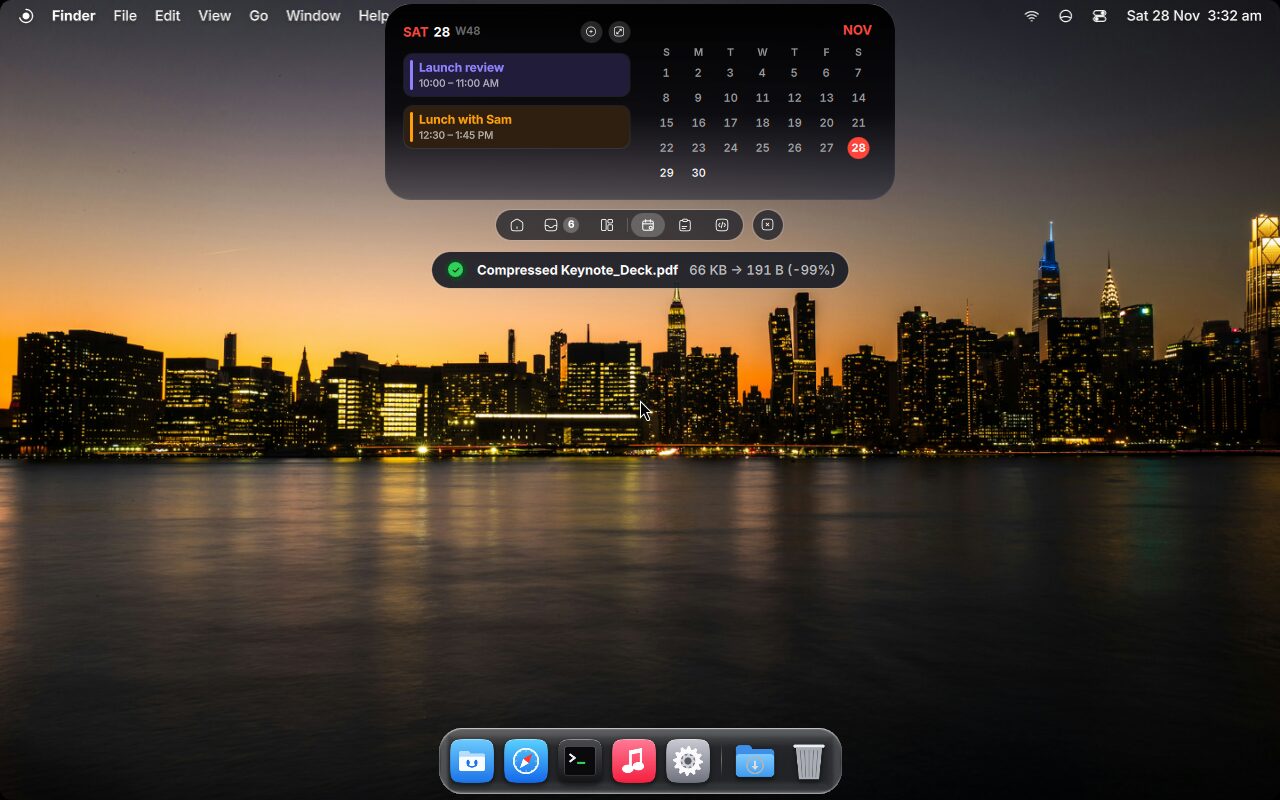 Finder File Edit View Go Window Help
Sat 28 Nov 3:32 am
SAT 28 W48
Launch review
10:00 – 11:00 AM
Lunch with Sam
12:30 – 1:45 PM
NOV
S M T W T F S
1 2 3 4 5 6 7
8 9 10 11 12 13 14
15 16 17 18 19 20 21
22 23 24 25 26 27 28
29 30
6
Compressed Keynote_Deck.pdf 66 KB → 191 B (-99%)